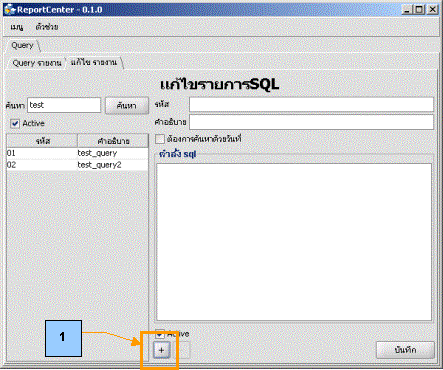 ReportCenter - 0.1.0
เมนู ตัวช่วย
Query
Query รายงาน แก้ไข รายงาน
แก้ไขรายการSQL
ค้นหา test ค้นหา
Active
รหัส คำอธิบาย
01 test_query
02 test_query2
รหัส
คำอธิบาย
ต้องการค้นหาด้วยวันที่
คำสั่ง sql
Active
1
+
บันทึก